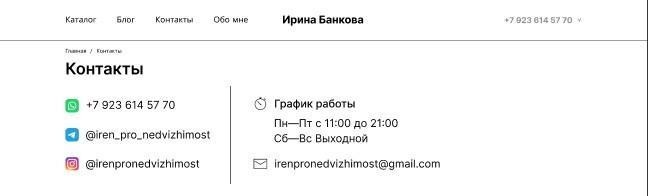 Каталог Блог Контакты Обо мне Ирина Банкова +7 923 614 57 70
Главная / Контакты
Контакты
+7 923 614 57 70
@iren_pro_nedvizhimost
@irenpronedvizhimost
График работы
Пн—Пт с 11:00 до 21:00
Сб—Вс Выходной
irenpronedvizhimost@gmail.com